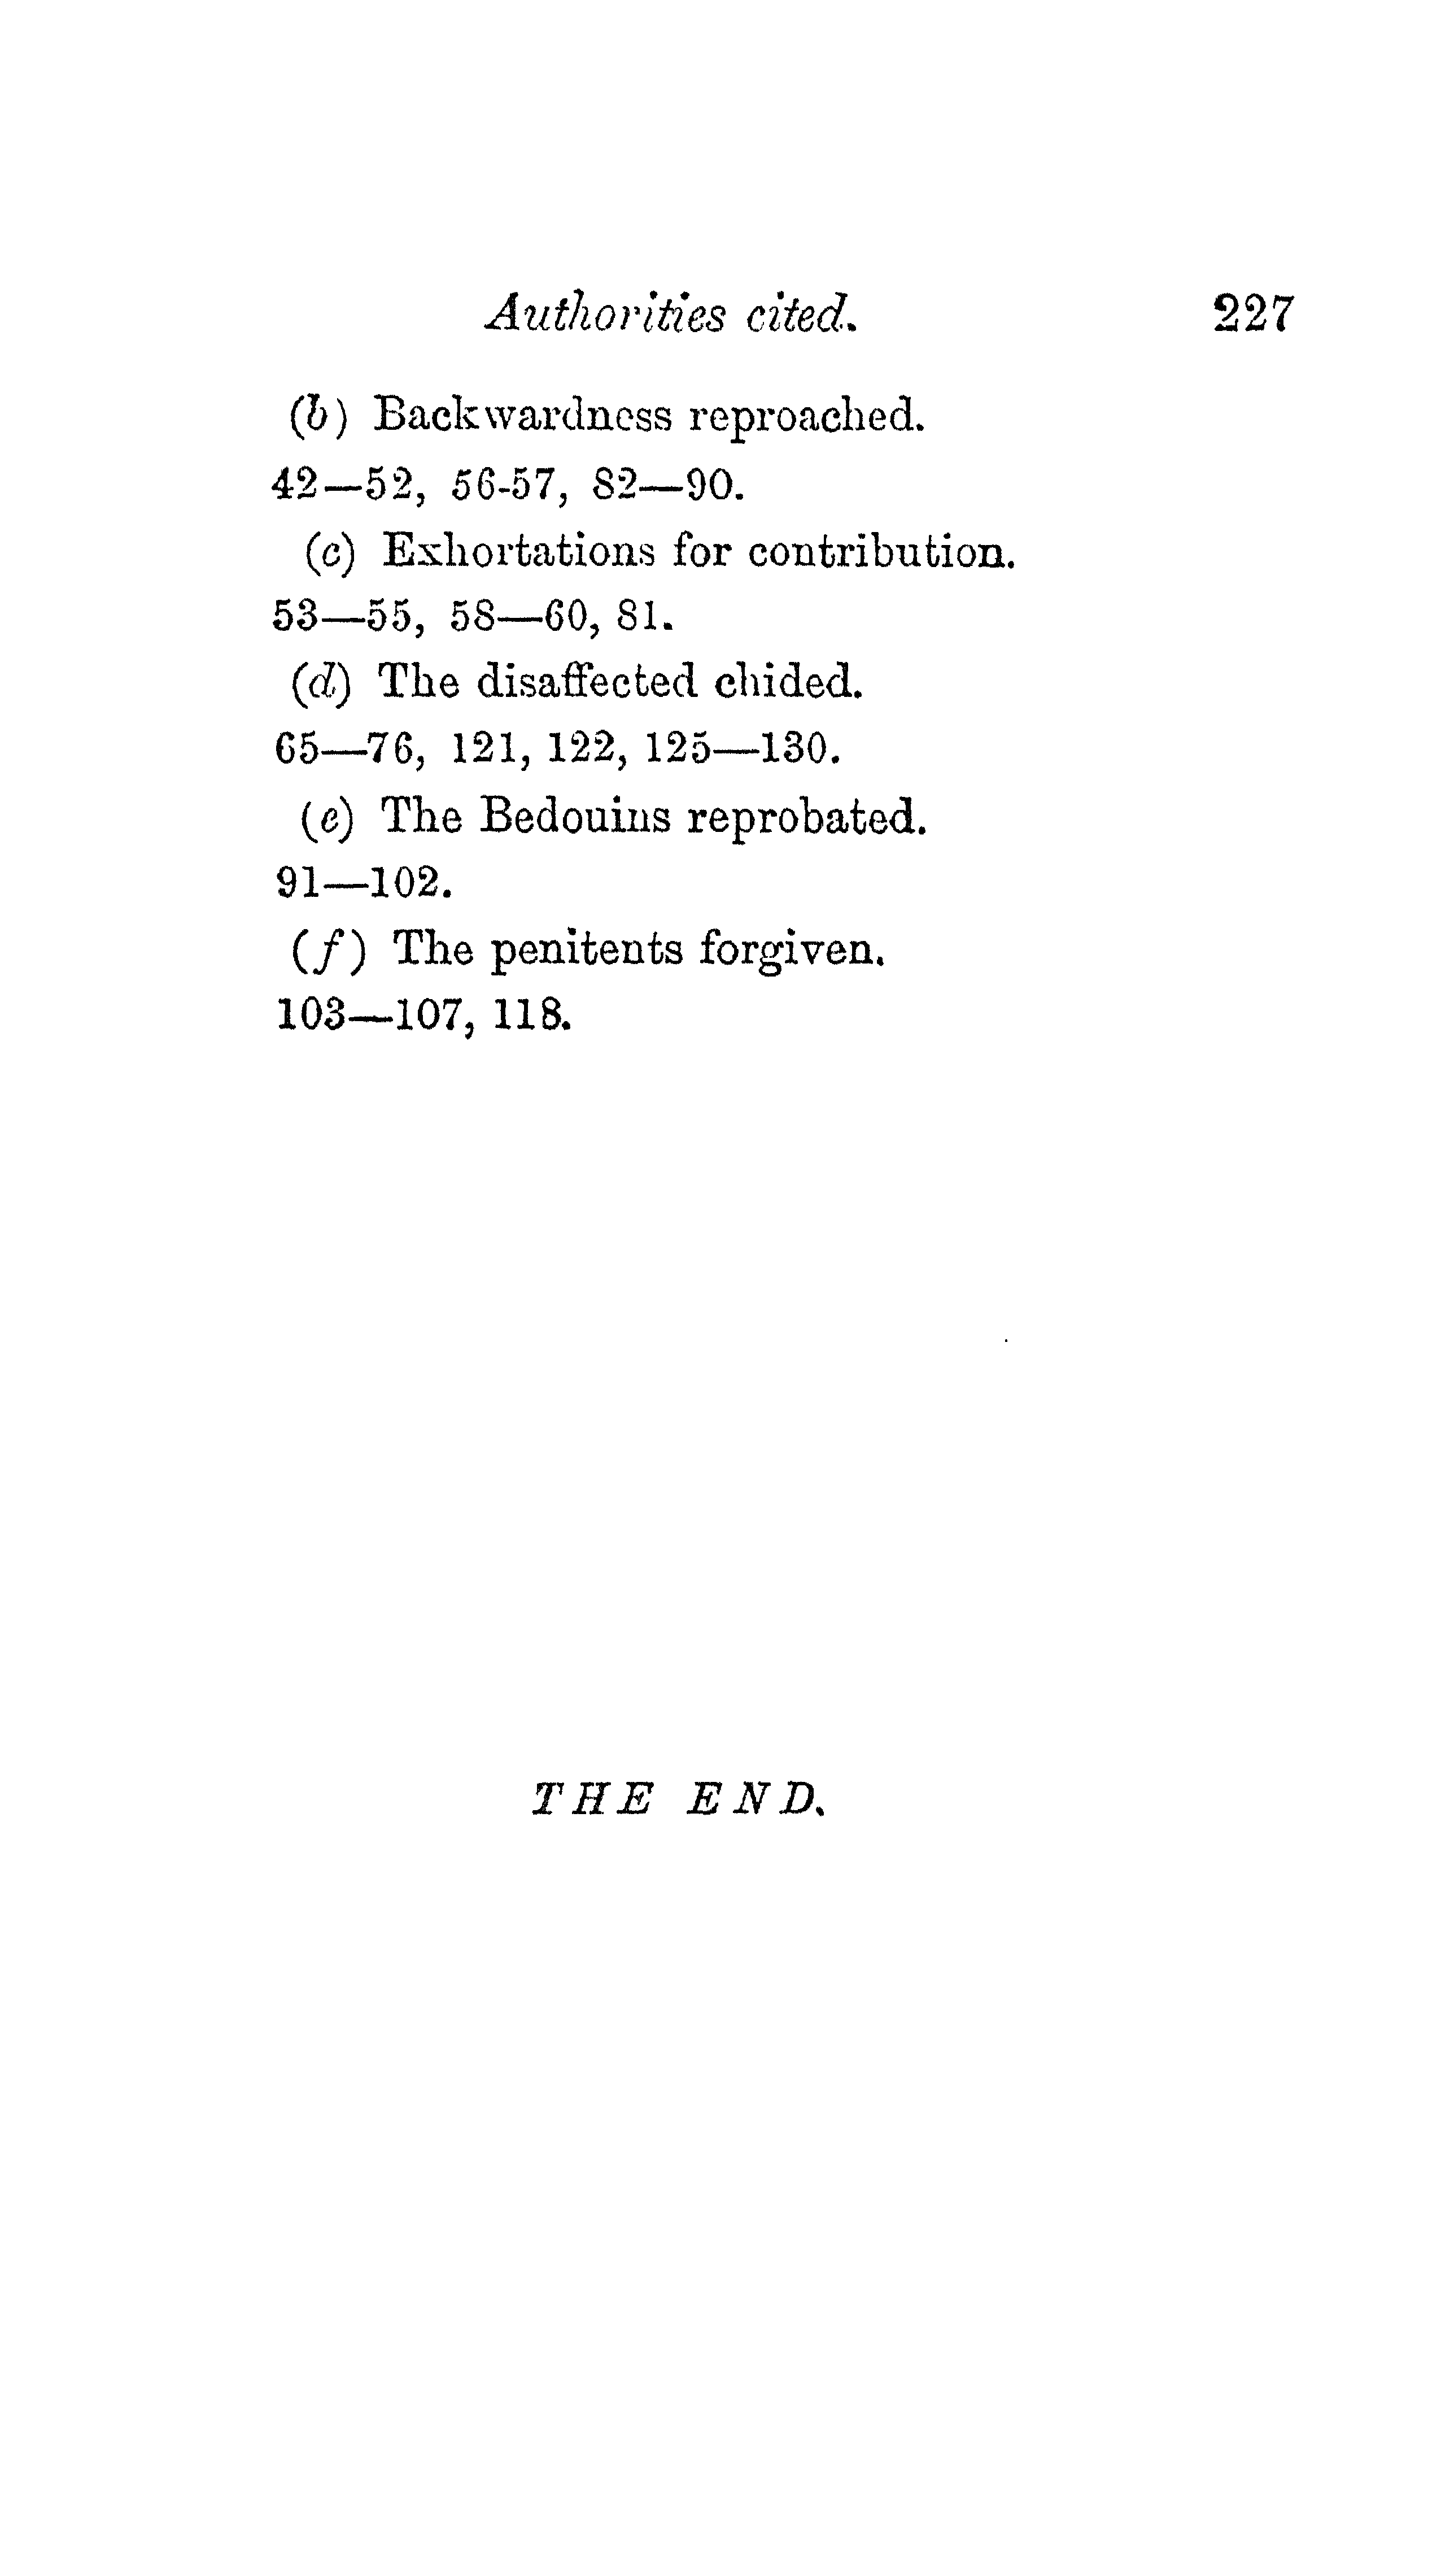 Authorities cited. 227
(b) Backwardness reproached.
42—52, 56-57, 82—90.
(c) Exhortations for contribution.
53—55, 58—60, 81.
(d) The disaffected chided.
65—76, 121, 122, 125—130.
(e) The Bedouins reprobated.
91—102.
(f) The penitents forgiven.
103—107, 118.
THE END.